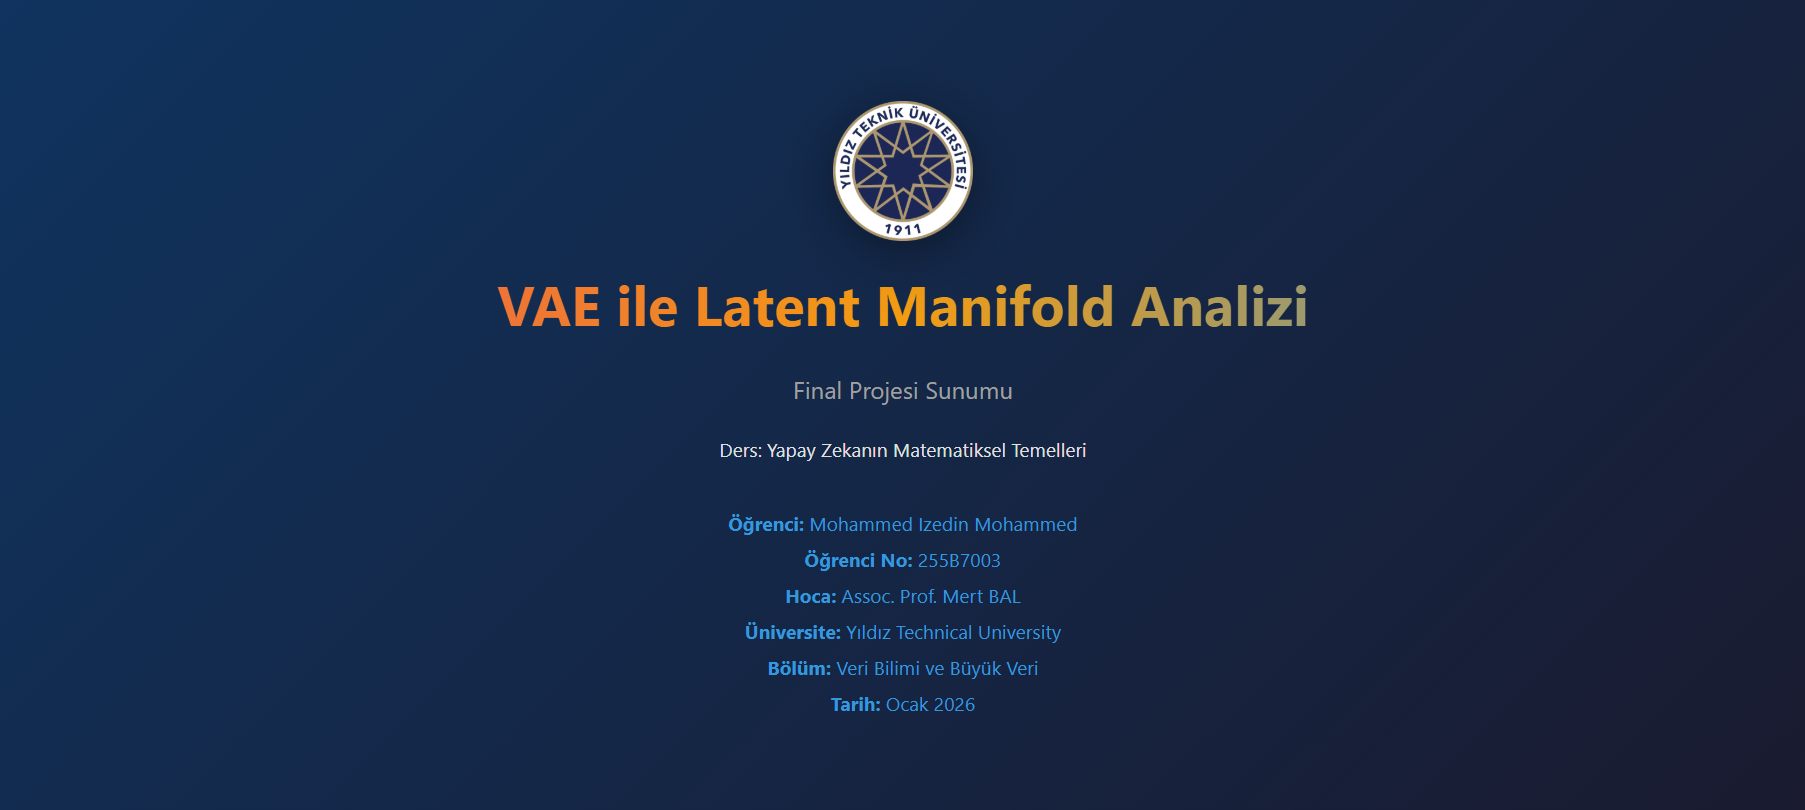 YILDIZ TEKNİK ÜNİVERSİTESİ
1911
VAE ile Latent Manifold Analizi
Final Projesi Sunumu
Ders: Yapay Zekanın Matematiksel Temelleri
Öğrenci: Mohammed Izedin Mohammed
Öğrenci No: 255B7003
Hoca: Assoc. Prof. Mert BAL
Üniversite: Yıldız Technical University
Bölüm: Veri Bilimi ve Büyük Veri
Tarih: Ocak 2026